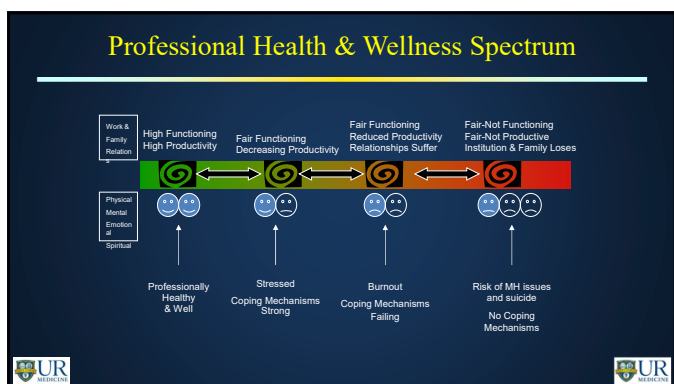 Professional Health & Wellness Spectrum
Work &
Family
Relation
s
High Functioning
High Productivity
Fair Functioning
Decreasing Productivity
Fair Functioning
Reduced Productivity
Relationships Suffer
Fair-Not Functioning
Fair-Not Productive
Institution & Family Loses
Physical
Mental
Emotion
al
Spiritual
Professionally
Healthy
& Well
Stressed
Coping Mechanisms
Strong
Burnout
Coping Mechanisms
Failing
Risk of MH issues
and suicide
No Coping
Mechanisms
UR
MEDICINE
UR
MEDICINE